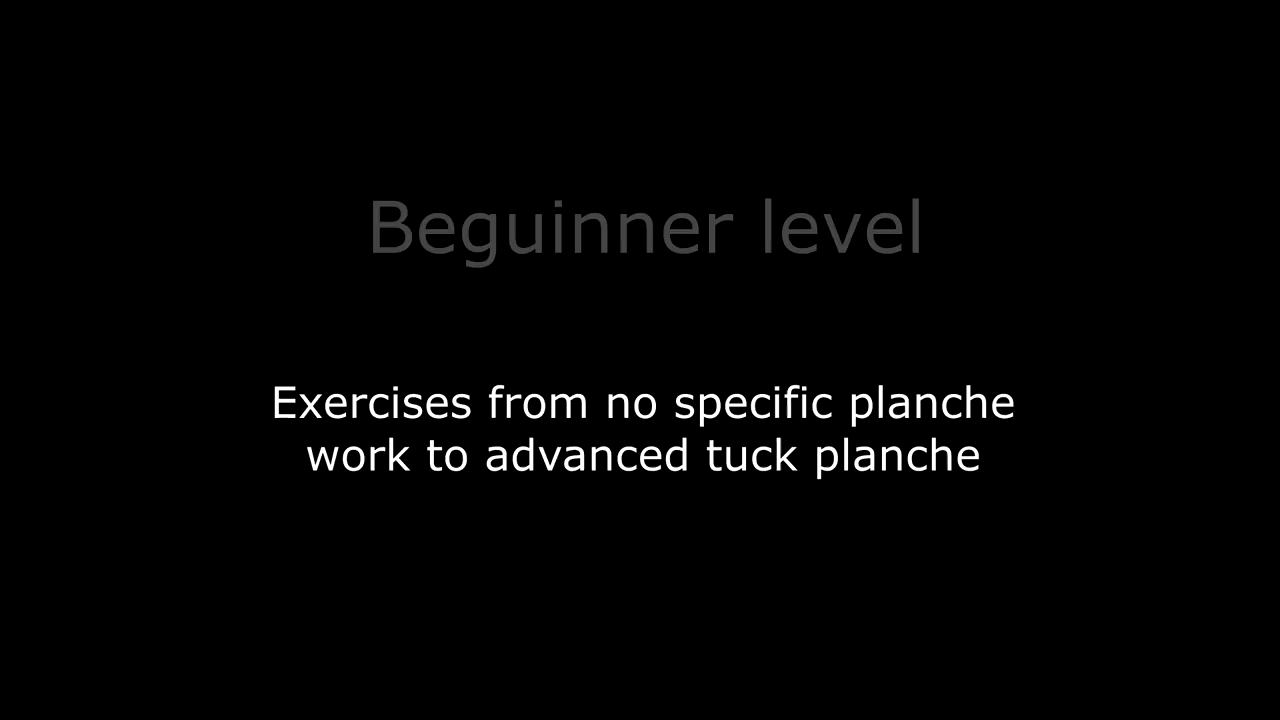 Beguinner level
Exercises from no specific planche
work to advanced tuck planche